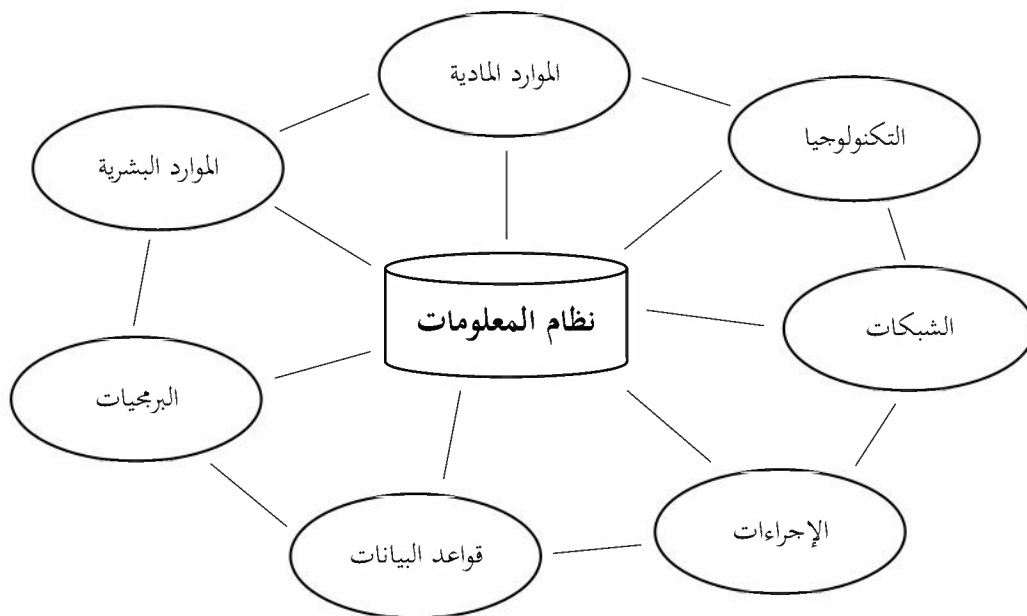 الموارد المادية
التكنولوجيا
الموارد البشرية
نظام المعلومات
الشبكات
البرمجيات
الإجراءات
قواعد البيانات